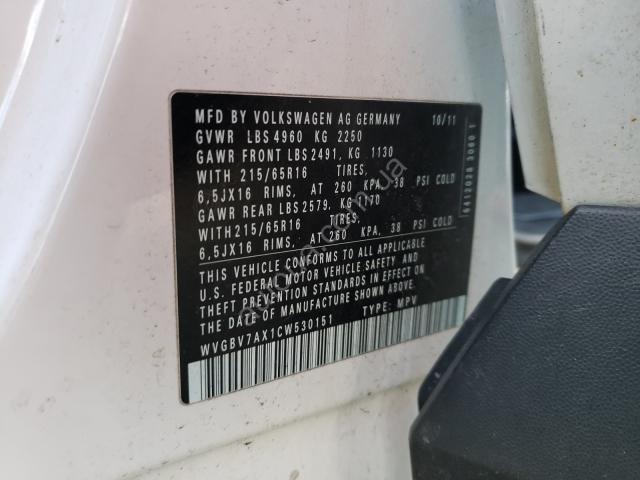 MFD BY VOLKSWAGEN AG GERMANY 10/11
GVWR LBS 4960 KG 2250
GAWR FRONT LBS 2491, KG 1130
WITH 215/65R16 TIRES,
6,5JX16 RIMS, AT 260 KPA, 38 PSI COLD
GAWR REAR LBS 2579, KG 1170
WITH 215/65R16 TIRES,
6,5JX16 RIMS, AT 260 KPA, 38 PSI COLD
THIS VEHICLE CONFORMS TO ALL APPLICABLE
U.S. FEDERAL MOTOR VEHICLE SAFETY AND
THEFT PREVENTION STANDARDS IN EFFECT ON
THE DATE OF MANUFACTURE SHOWN ABOVE.
WVGBV7AX1CW530151 TYPE: MPV
6412028 3060 1